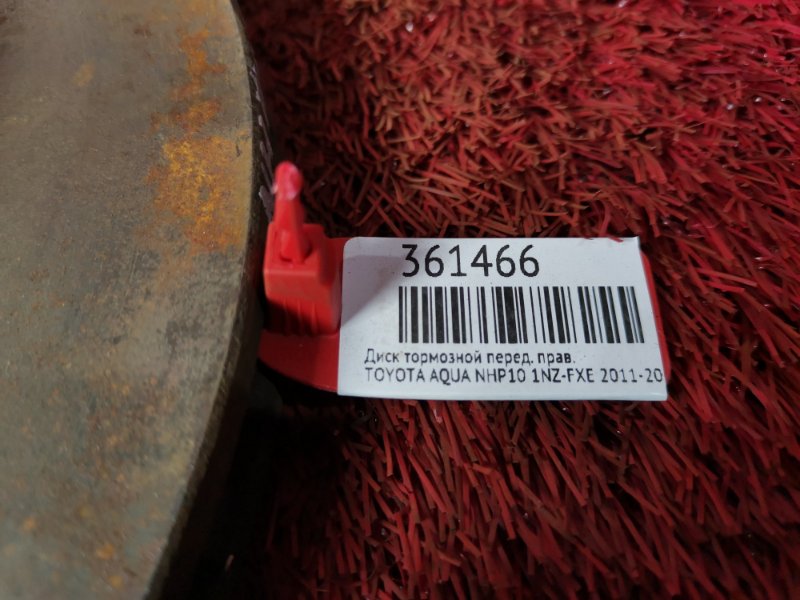 361466
Диск тормозной перед. прав.
TOYOTA AQUA NHP10 1NZ-FXE 2011-20